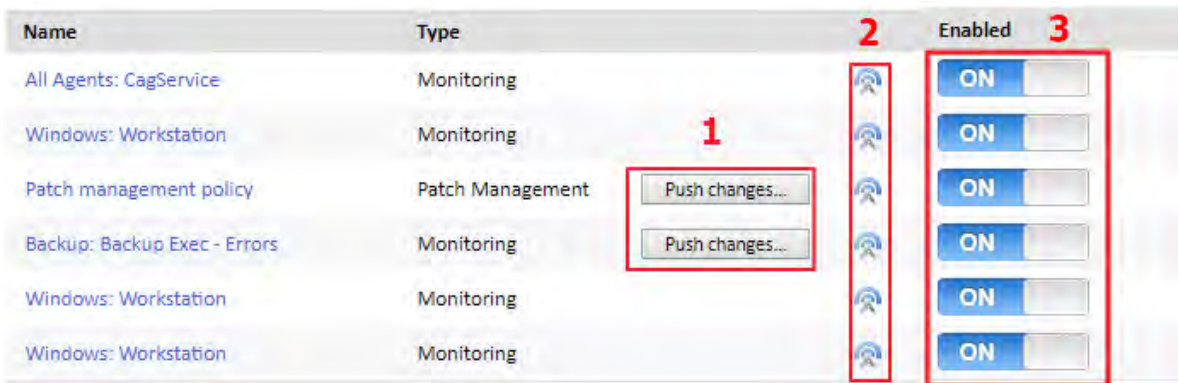 Name Type 2 Enabled 3
All Agents: CagService Monitoring ON
Windows: Workstation Monitoring 1 ON
Patch management policy Patch Management Push changes... ON
Backup: Backup Exec - Errors Monitoring Push changes... ON
Windows: Workstation Monitoring ON
Windows: Workstation Monitoring ON